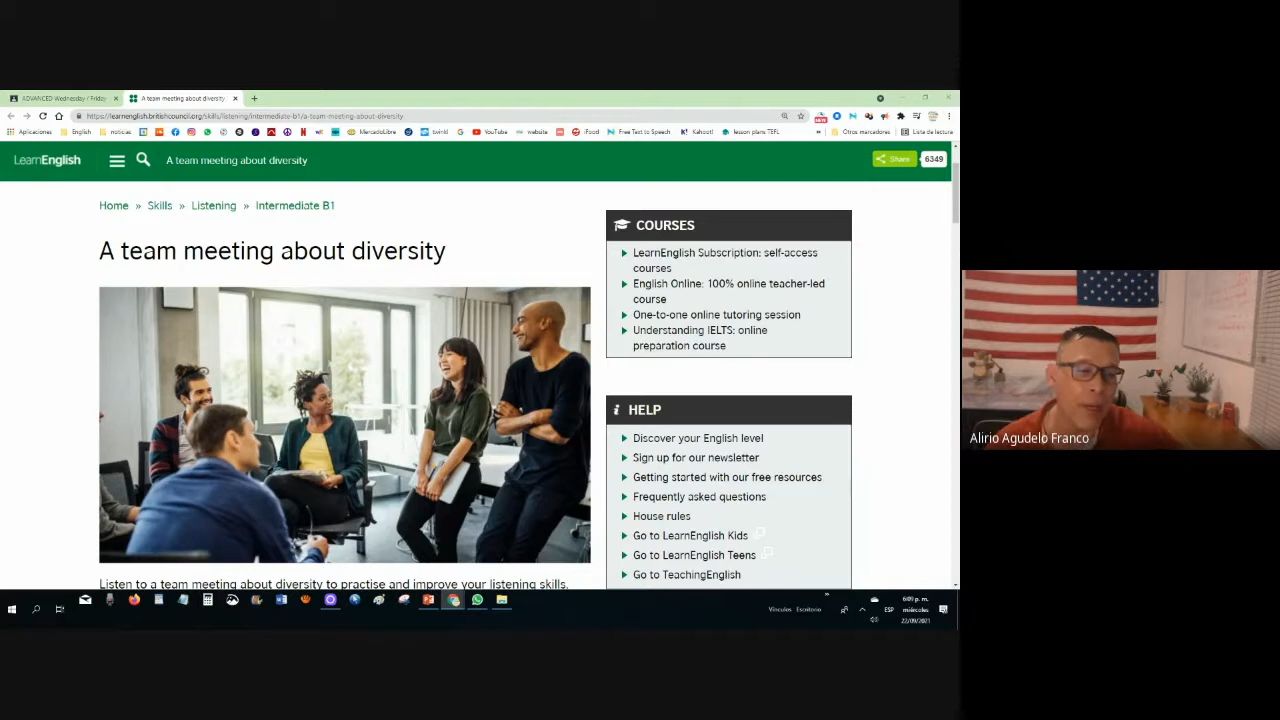 ADVANCED Wednesday / Friday
A team meeting about diversity
https://learnenglish.britishcouncil.org/skills/listening/intermediate-b1/a-team-meeting-about-diversity
Aplicaciones
English
noticias
MercadoLibre
twinkl
YouTube
website
iFood
Free Text to Speech
Kahoot!
lesson plans TEFL
»
Otros marcadores
Lista de lectura
LearnEnglish
A team meeting about diversity
Share
6349
Home » Skills » Listening » Intermediate B1
A team meeting about diversity
Listen to a team meeting about diversity to practise and improve your listening skills.
COURSES
LearnEnglish Subscription: self-access
courses
English Online: 100% online teacher-led
course
One-to-one online tutoring session
Understanding IELTS: online
preparation course
HELP
Discover your English level
Sign up for our newsletter
Getting started with our free resources
Frequently asked questions
House rules
Go to LearnEnglish Kids
Go to LearnEnglish Teens
Go to TeachingEnglish
Alirio Agudelo Franco
Vínculos
Escritorio
»
ESP
6:09 p. m.
miércoles
22/09/2021